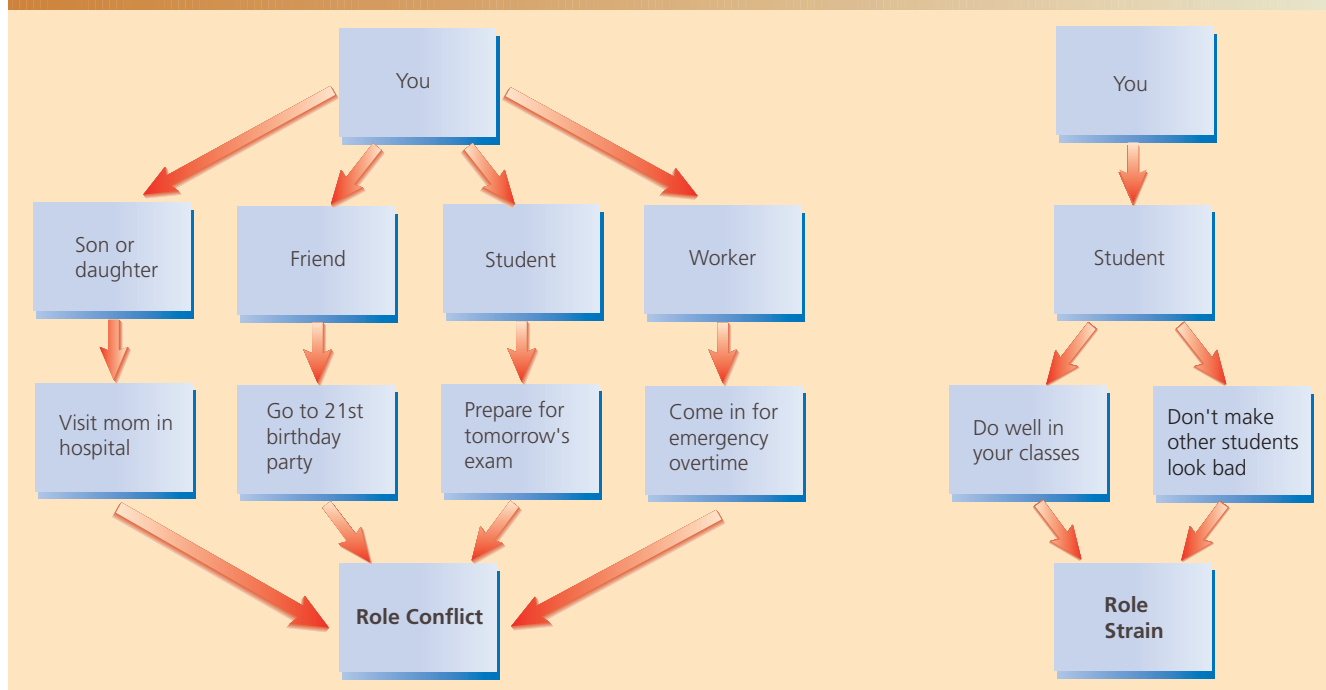 You
You
Son or
daughter
Friend
Student
Worker
Student
Visit mom in
hospital
Go to 21st
birthday
party
Prepare for
tomorrow's
exam
Come in for
emergency
overtime
Do well in
your classes
Don't make
other students
look bad
Role Conflict
Role
Strain